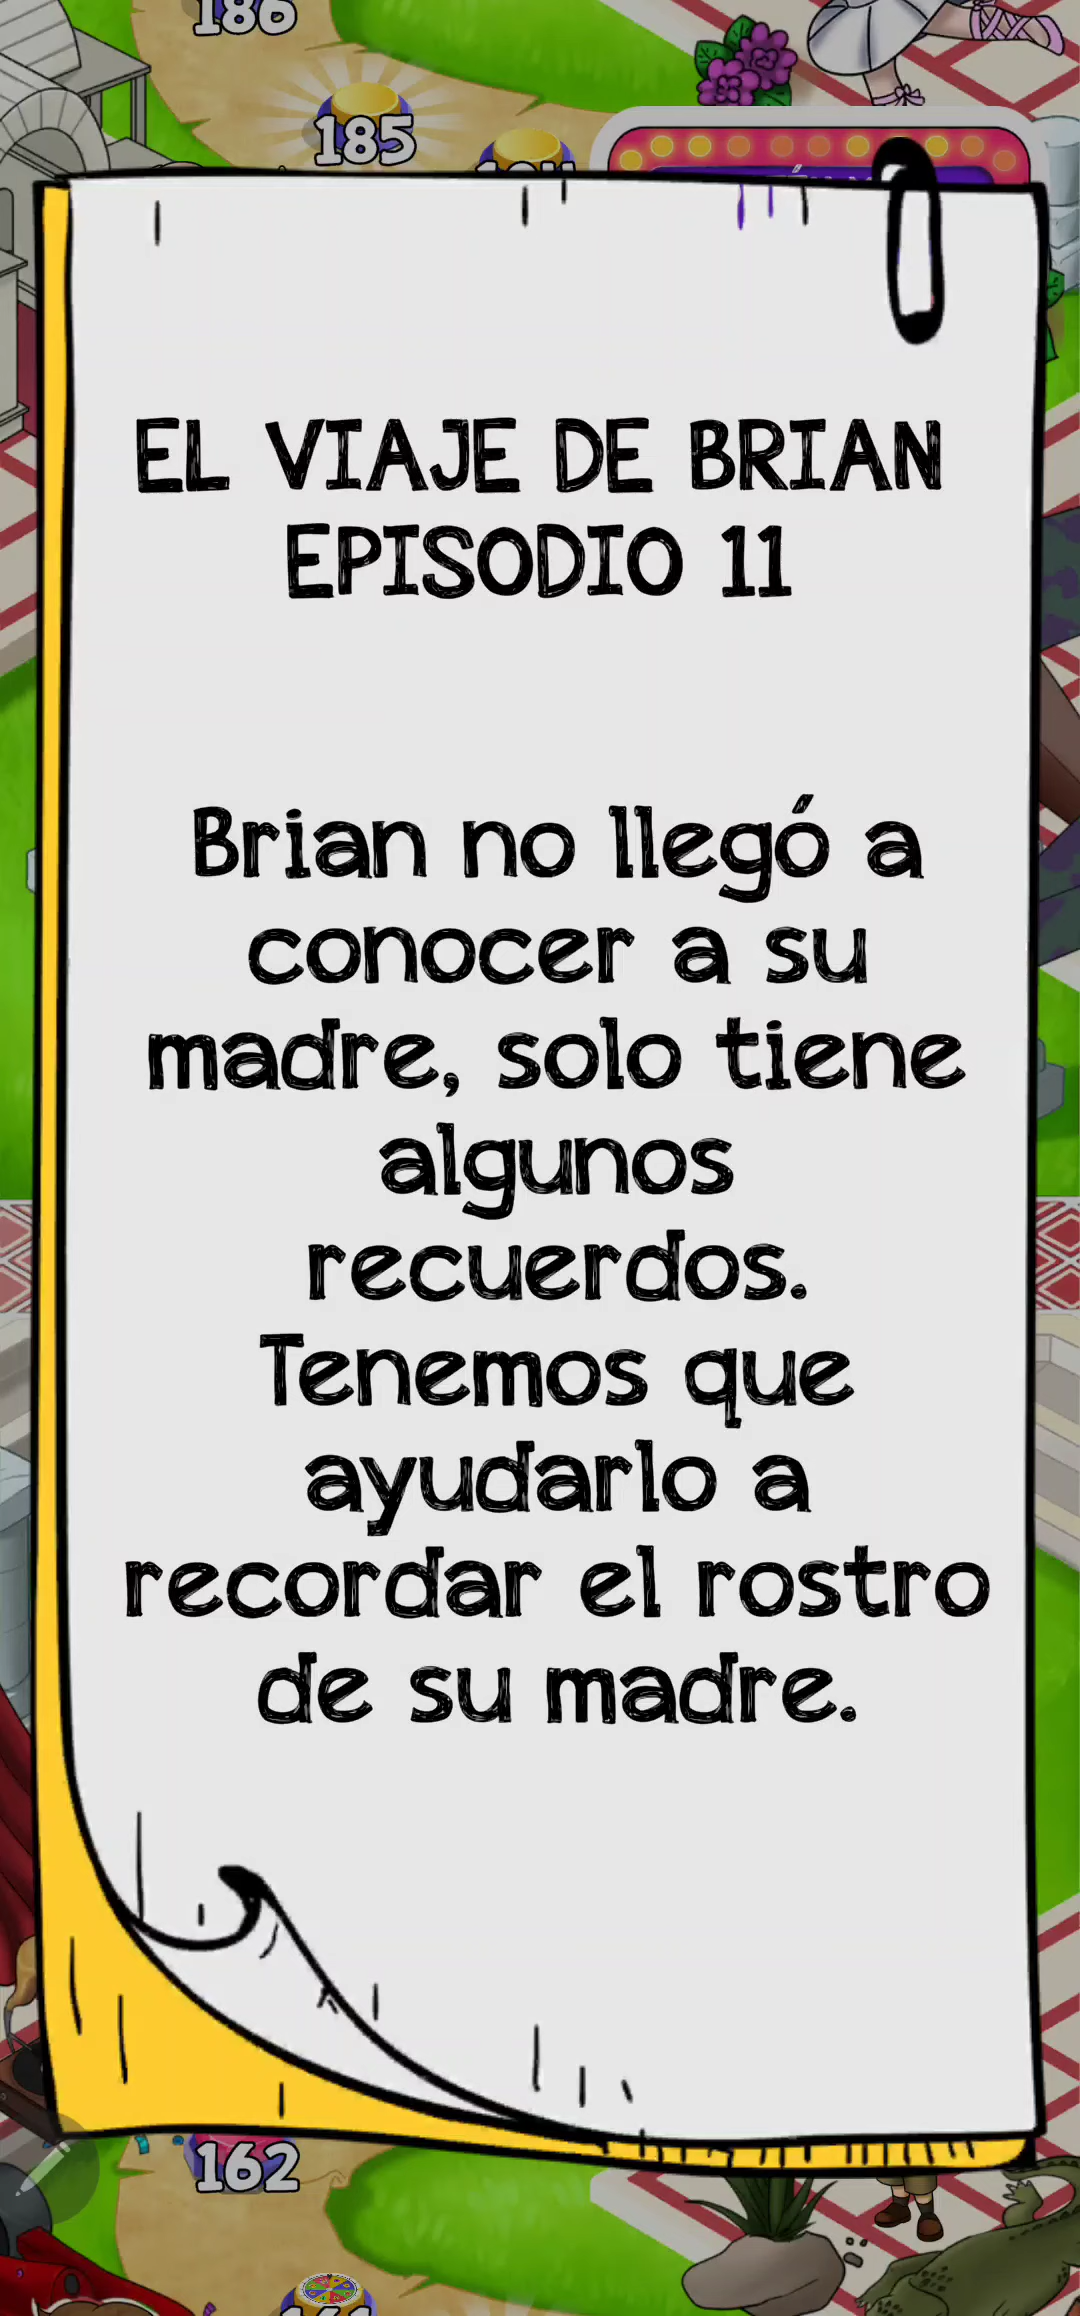 186
185
EL VIAJE DE BRIAN
EPISODIO 11
Brian no llegó a
conocer a su
madre, solo tiene
algunos
recuerdos.
Tenemos que
ayudarlo a
recordar el rostro
de su madre.
162